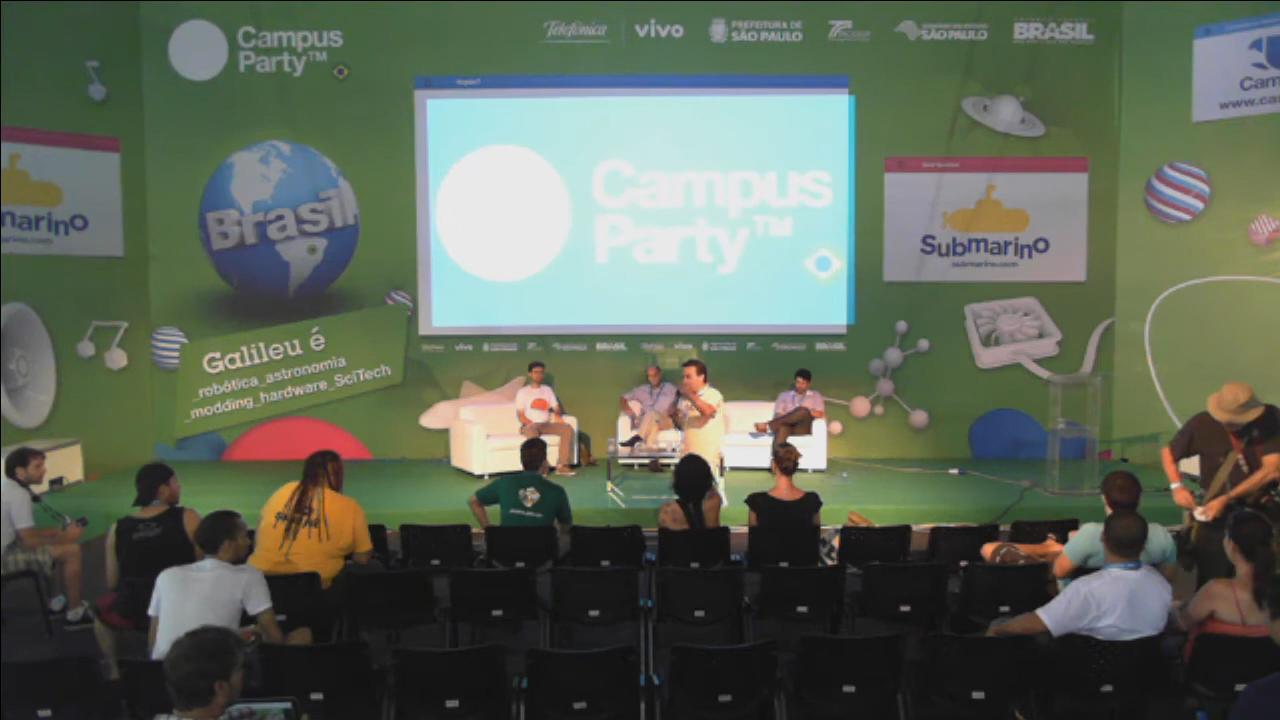 Campus
Party™
Telefónica
vivo
PREFEITURA DE
SÃO PAULO
SÃO PAULO
BRASIL
Cam
www.ca
marino
Brasil
Campus
Party™
Submarino
submarino.com
Galileu é
_robótica_astronomia
_modding_hardware_SciTech